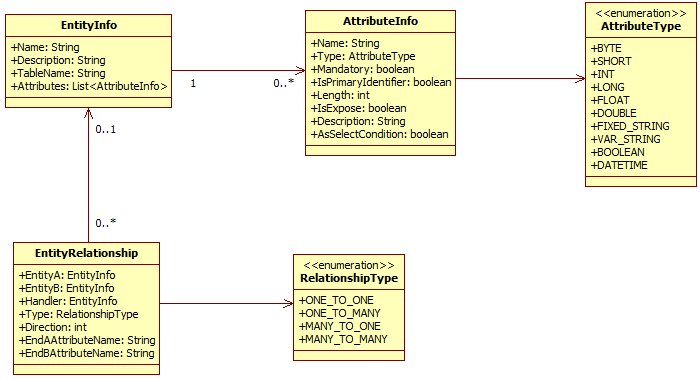 EntityInfo
+Name: String
+Description: String
+TableName: String
+Attributes: List<AttributeInfo>
1
0..*
AttributeInfo
+Name: String
+Type: AttributeType
+Mandatory: boolean
+IsPrimaryIdentifier: boolean
+Length: int
+IsExpose: boolean
+Description: String
+AsSelectCondition: boolean
<<enumeration>>
AttributeType
+BYTE
+SHORT
+INT
+LONG
+FLOAT
+DOUBLE
+FIXED_STRING
+VAR_STRING
+BOOLEAN
+DATETIME
0..1
0..*
EntityRelationship
+EntityA: EntityInfo
+EntityB: EntityInfo
+Handler: EntityInfo
+Type: RelationshipType
+Direction: int
+EndAAttributeName: String
+EndBAttributeName: String
<<enumeration>>
RelationshipType
+ONE_TO_ONE
+ONE_TO_MANY
+MANY_TO_ONE
+MANY_TO_MANY